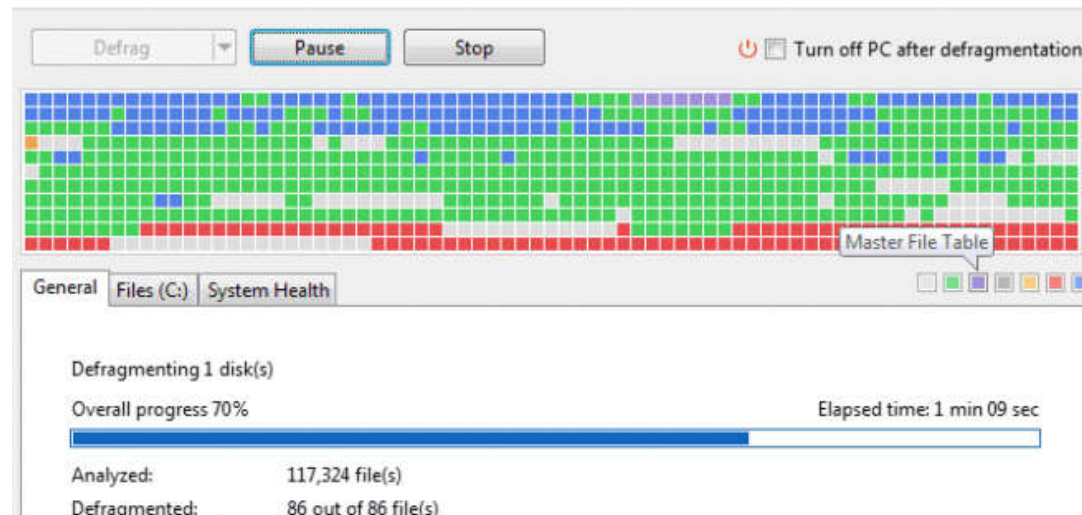 Defrag Pause Stop Turn off PC after defragmentation
Master File Table
General Files (C:) System Health
Defragmenting 1 disk(s)
Overall progress 70% Elapsed time: 1 min 09 sec
Analyzed: 117,324 file(s)
Defragmented: 86 out of 86 file(s)